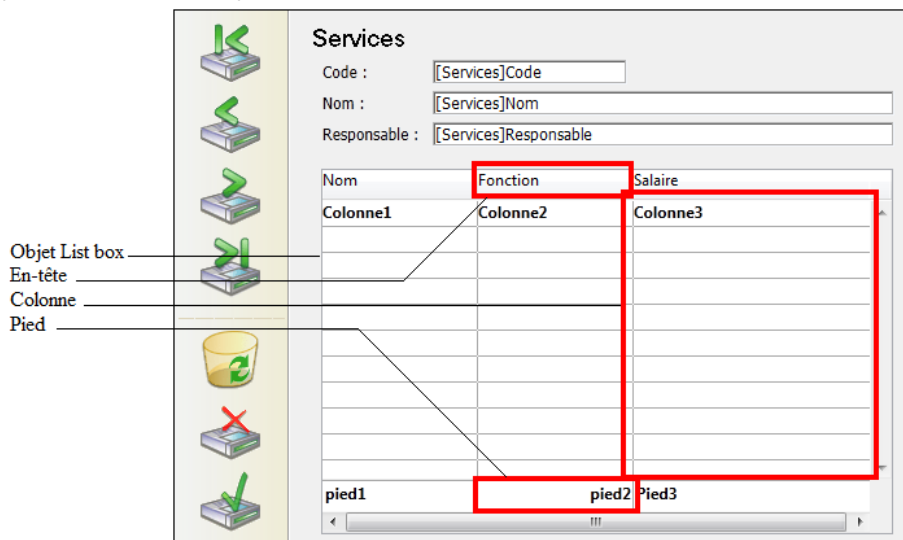 Services
Code : [Services]Code
Nom : [Services]Nom
Responsable : [Services]Responsable
Nom Fonction Salaire
Colonne1 Colonne2 Colonne3
Objet List box
En-tête
Colonne
Pied
pied1 pied2 Pied3